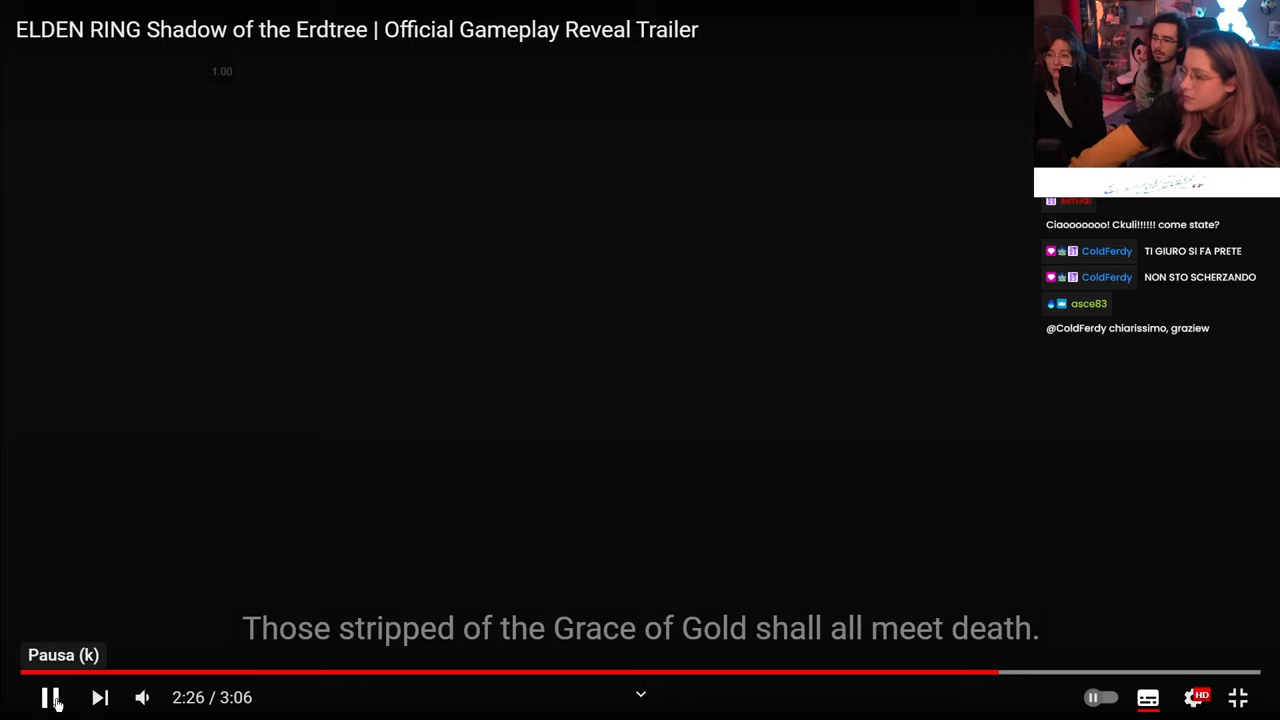 ELDEN RING Shadow of the Erdtree | Official Gameplay Reveal Trailer
1.00
simidi
Ciaooooooo! Ckuli!!!!!! come state?
ColdFerdy TI GIURO SI FA PRETE
ColdFerdy NON STO SCHERZANDO
asce83
@ColdFerdy chiarissimo, graziew
Those stripped of the Grace of Gold shall all meet death.
Pausa (k)
2:26 / 3:06
HD